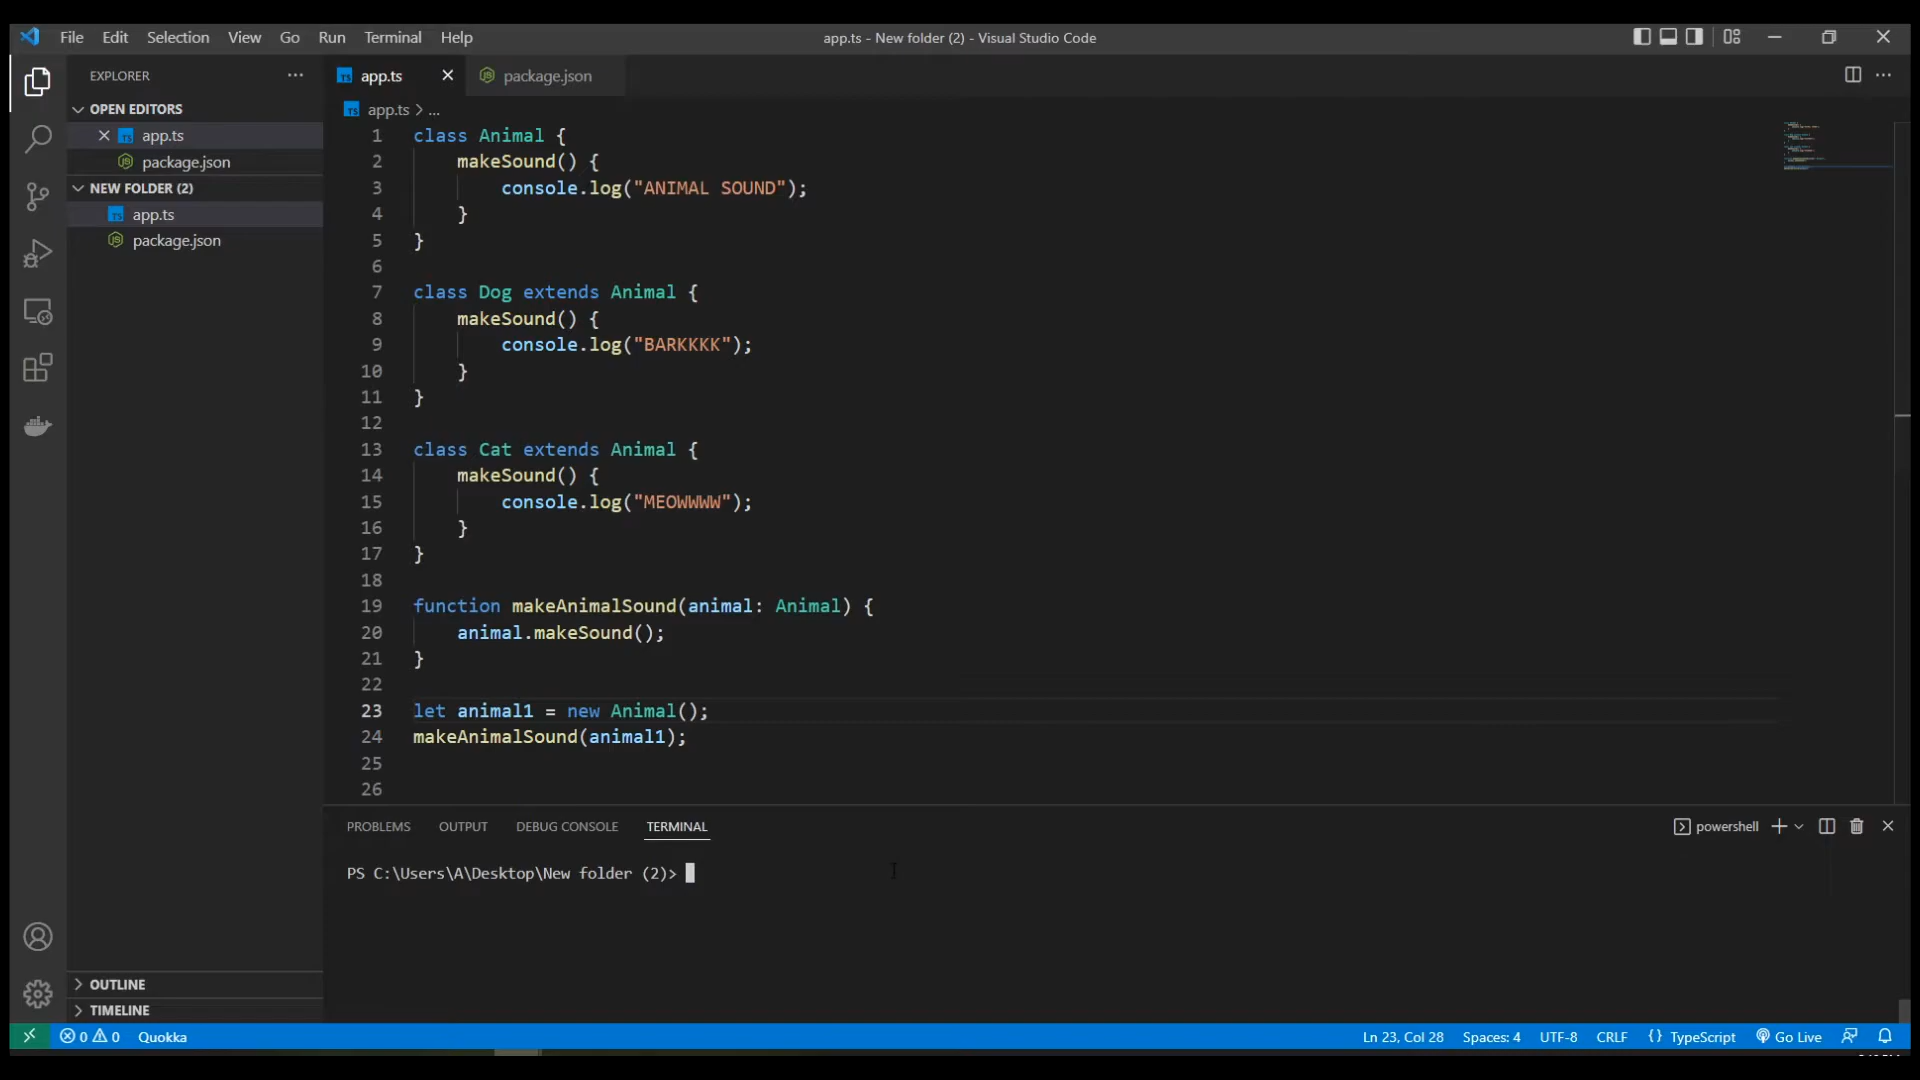 File Edit Selection View Go Run Terminal Help
app.ts - New folder (2) - Visual Studio Code
EXPLORER
OPEN EDITORS
app.ts
package.json
NEW FOLDER (2)
app.ts
package.json
OUTLINE
TIMELINE
app.ts package.json
app.ts > ...
1 class Animal {
2     makeSound() {
3         console.log("ANIMAL SOUND");
4     }
5 }
6
7 class Dog extends Animal {
8     makeSound() {
9         console.log("BARKKKK");
10     }
11 }
12
13 class Cat extends Animal {
14     makeSound() {
15         console.log("MEOWWWW");
16     }
17 }
18
19 function makeAnimalSound(animal: Animal) {
20     animal.makeSound();
21 }
22
23 let animal1 = new Animal();
24 makeAnimalSound(animal1);
25
26
PROBLEMS OUTPUT DEBUG CONSOLE TERMINAL
powershell
PS C:\Users\A\Desktop\New folder (2)>
0 0 Quokka
Ln 23, Col 28 Spaces: 4 UTF-8 CRLF {} TypeScript Go Live